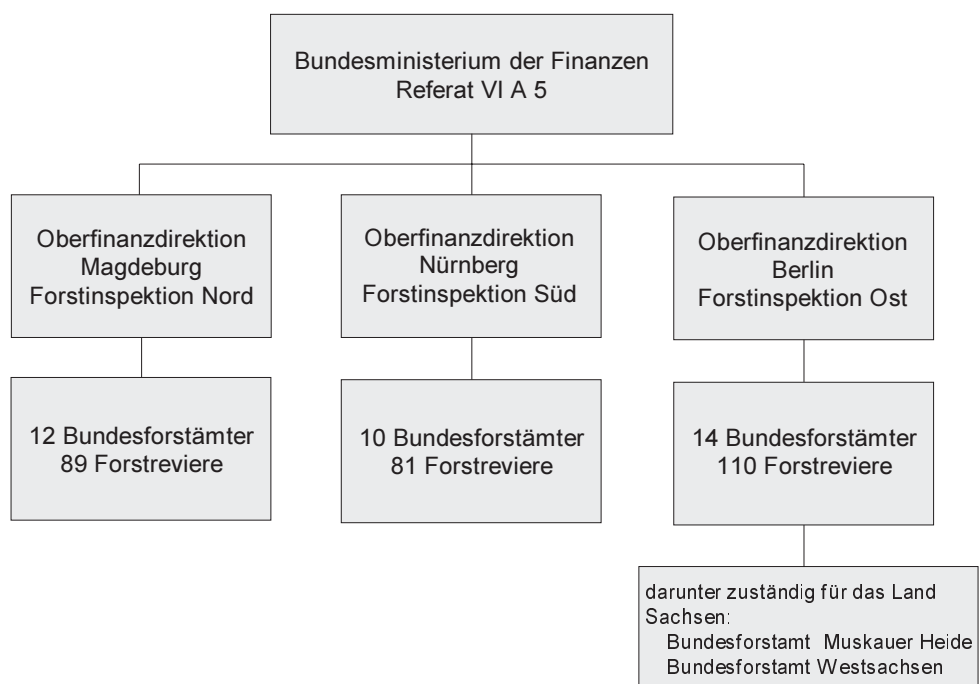 Bundesministerium der Finanzen
Referat VI A 5
Oberfinanzdirektion
Magdeburg
Forstinspektion Nord
Oberfinanzdirektion
Nürnberg
Forstinspektion Süd
Oberfinanzdirektion
Berlin
Forstinspektion Ost
12 Bundesforstämter
89 Forstreviere
10 Bundesforstämter
81 Forstreviere
14 Bundesforstämter
110 Forstreviere
darunter zuständig für das Land
Sachsen:
Bundesforstamt Muskauer Heide
Bundesforstamt Westsachsen